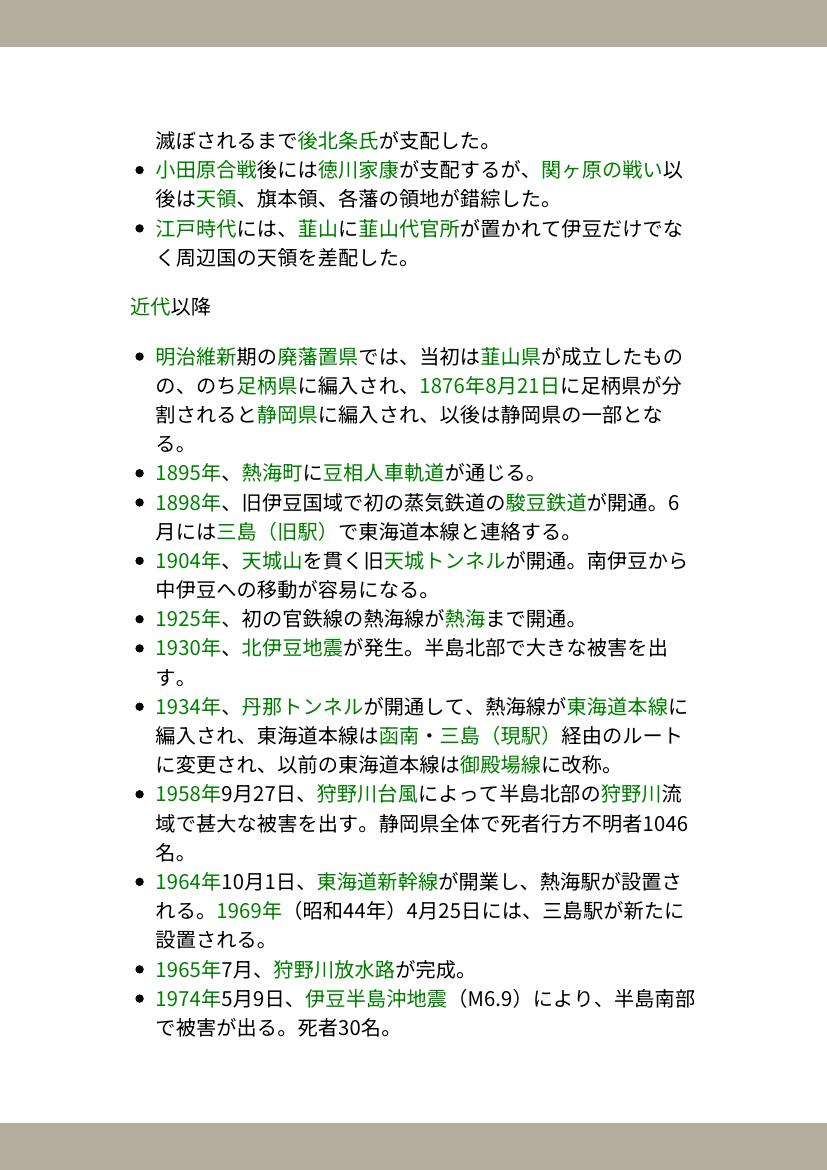 滅ぼされるまで後北条氏が支配した。
• 小田原合戦後には徳川家康が支配するが、関ヶ原の戦い以
後は天領、旗本領、各藩の領地が錯綜した。
• 江戸時代には、韮山に韮山代官所が置かれて伊豆だけでな
く周辺国の天領を差配した。
近代以降
• 明治維新期の廃藩置県では、当初は韮山県が成立したもの
の、のち足柄県に編入され、1876年8月21日に足柄県が分
割されると静岡県に編入され、以後は静岡県の一部とな
る。
• 1895年、熱海町に豆相人車軌道が通じる。
• 1898年、旧伊豆国域で初の蒸気鉄道の駿豆鉄道が開通。6
月には三島（旧駅）で東海道本線と連絡する。
• 1904年、天城山を貫く旧天城トンネルが開通。南伊豆から
中伊豆への移動が容易になる。
• 1925年、初の官鉄線の熱海線が熱海まで開通。
• 1930年、北伊豆地震が発生。半島北部で大きな被害を出
す。
• 1934年、丹那トンネルが開通して、熱海線が東海道本線に
編入され、東海道本線は函南・三島（現駅）経由のルート
に変更され、以前の東海道本線は御殿場線に改称。
• 1958年9月27日、狩野川台風によって半島北部の狩野川流
域で甚大な被害を出す。静岡県全体で死者行方不明者1046
名。
• 1964年10月1日、東海道新幹線が開業し、熱海駅が設置さ
れる。1969年（昭和44年）4月25日には、三島駅が新たに
設置される。
• 1965年7月、狩野川放水路が完成。
• 1974年5月9日、伊豆半島沖地震（M6.9）により、半島南部
で被害が出る。死者30名。